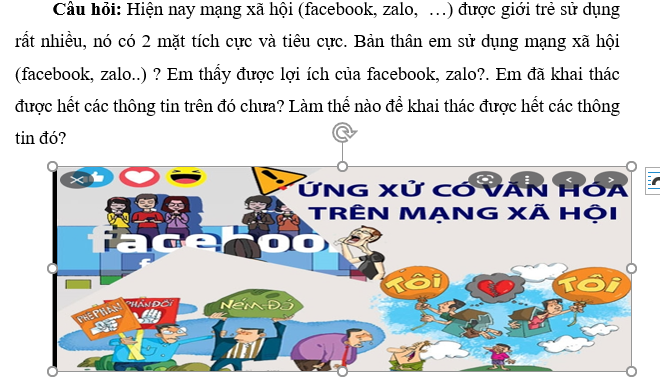 Câu hỏi: Hiện nay mạng xã hội (facebook, zalo, …) được giới trẻ sử dụng
rất nhiều, nó có 2 mặt tích cực và tiêu cực. Bản thân em sử dụng mạng xã hội
(facebook, zalo..) ? Em thấy được lợi ích của facebook, zalo?. Em đã khai thác
được hết các thông tin trên đó chưa? Làm thế nào để khai thác được hết các thông
tin đó?
ỨNG XỬ CÓ VĂN HÓA
TRÊN MẠNG XÃ HỘI
faceboo
TÔI
TÔI
PHÊ PHÁN
PHẢN ĐỐI
NÉM ĐÁ